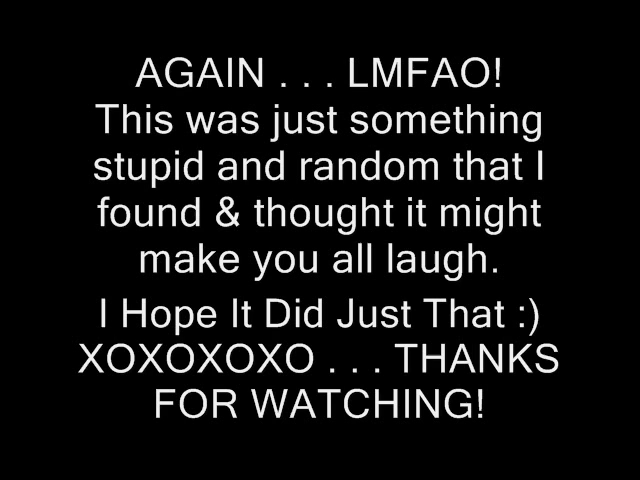 AGAIN . . . LMFAO!
This was just something
stupid and random that I
found & thought it might
make you all laugh.
I Hope It Did Just That :)
XOXOXOXO . . . THANKS
FOR WATCHING!